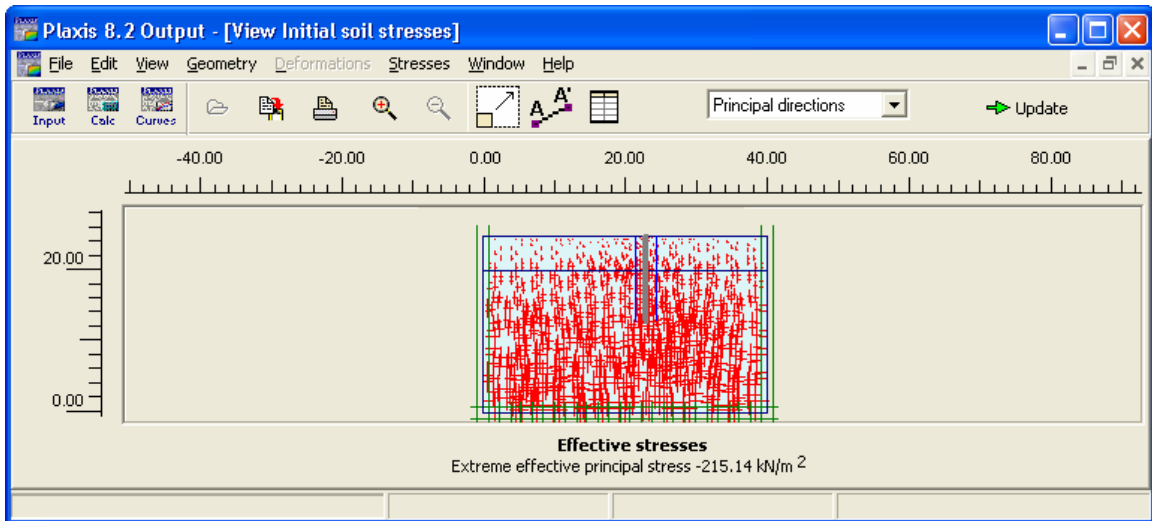 Plaxis 8.2 Output - [View Initial soil stresses]
File Edit View Geometry Deformations Stresses Window Help
Input Calc Curves A A' Principal directions Update
-40.00 -20.00 0.00 20.00 40.00 60.00 80.00
20.00
0.00
Effective stresses
Extreme effective principal stress -215.14 kN/m 2